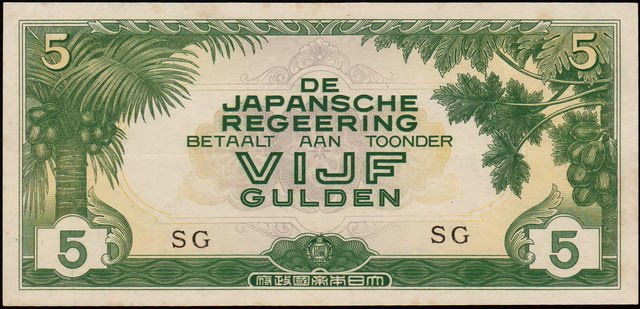 5 5
DE
JAPANSCHE
REGEERING
BETAALT AAN TOONDER
VIJF
GULDEN
SG SG
5 5
府政國帝本日大